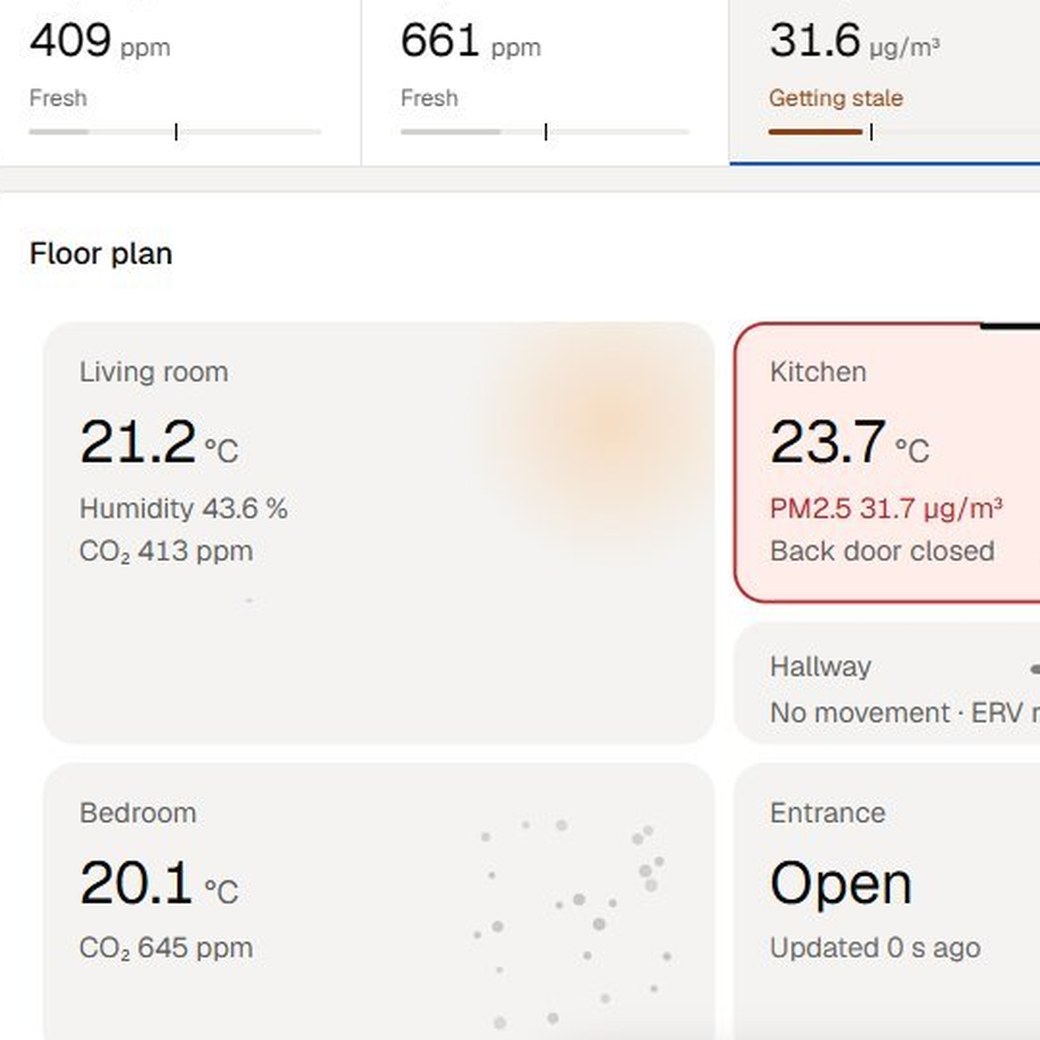 409 ppm
661 ppm
31.6 µg/m³
Fresh
Fresh
Getting stale
Floor plan
Living room
21.2 °C
Humidity 43.6 %
CO₂ 413 ppm
Kitchen
23.7 °C
PM2.5 31.7 µg/m³
Back door closed
Hallway
No movement · ERV
Bedroom
20.1 °C
CO₂ 645 ppm
Entrance
Open
Updated 0 s ago